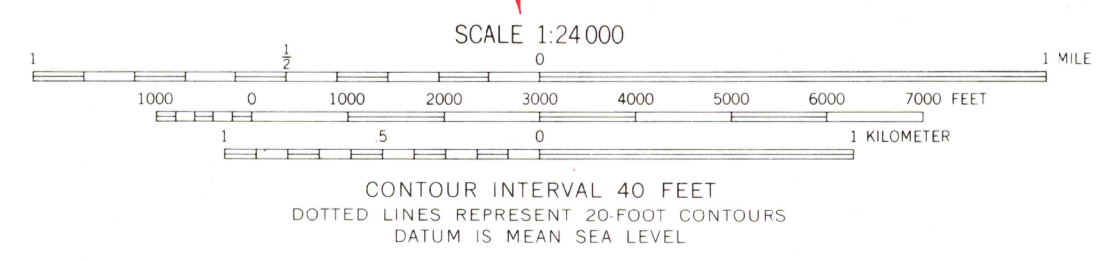 SCALE 1:24 000
1 1/2 0 1 MILE
1000 0 1000 2000 3000 4000 5000 6000 7000 FEET
1 .5 0 1 KILOMETER
CONTOUR INTERVAL 40 FEET
DOTTED LINES REPRESENT 20-FOOT CONTOURS
DATUM IS MEAN SEA LEVEL